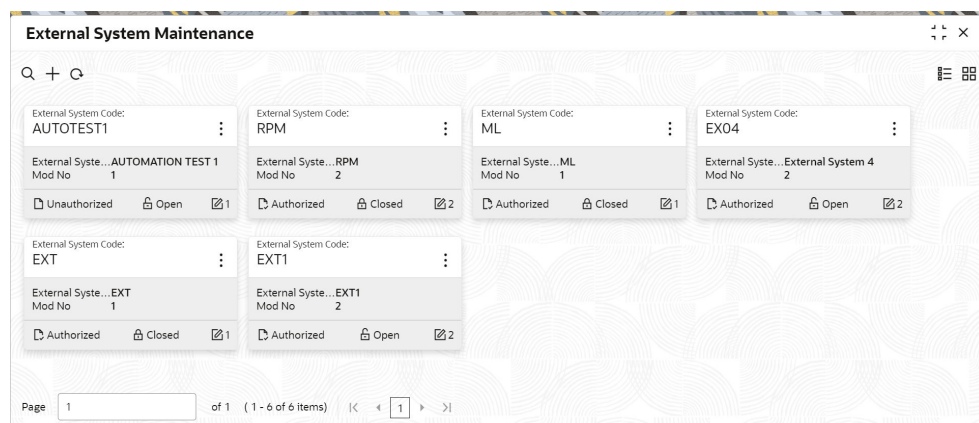 External System Maintenance
External System Code:
AUTOTEST1
External Syste...AUTOMATION TEST 1
Mod No 1
Unauthorized Open 1
External System Code:
RPM
External Syste...RPM
Mod No 2
Authorized Closed 2
External System Code:
ML
External Syste...ML
Mod No 1
Authorized Closed 1
External System Code:
EX04
External Syste...External System 4
Mod No 2
Authorized Open 2
External System Code:
EXT
External Syste...EXT
Mod No 1
Authorized Closed 1
External System Code:
EXT1
External Syste...EXT1
Mod No 2
Authorized Open 2
Page 1 of 1 (1 - 6 of 6 items) 1